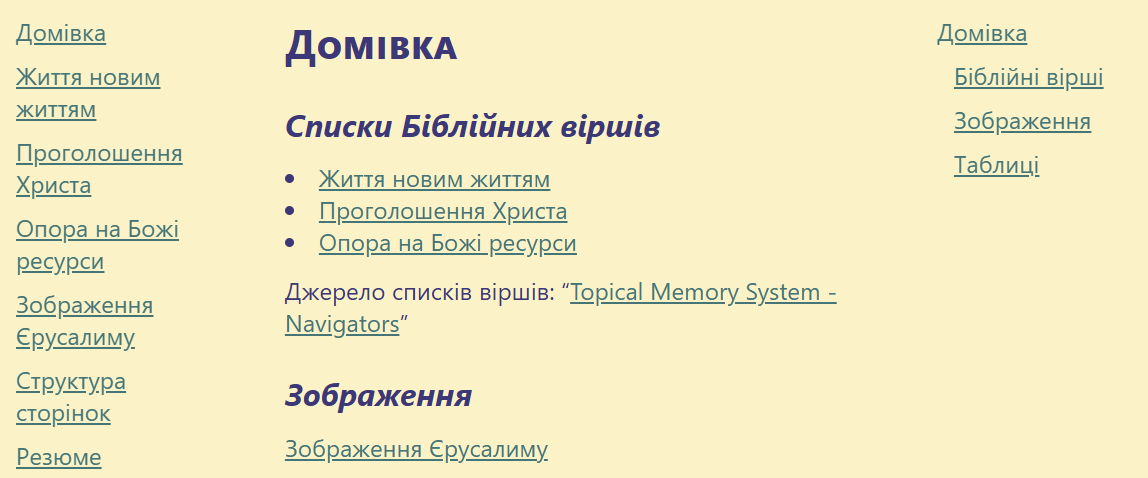 Домівка
Життя новим
життям
Проголошення
Христа
Опора на Божі
ресурси
Зображення
Єрусалиму
Структура
сторінок
Резюме
Домівка
Списки Біблійних віршів
• Життя новим життям
• Проголошення Христа
• Опора на Божі ресурси
Джерело списків віршів: “Topical Memory System -
Navigators”
Зображення
Зображення Єрусалиму
Домівка
Біблійні вірші
Зображення
Таблиці